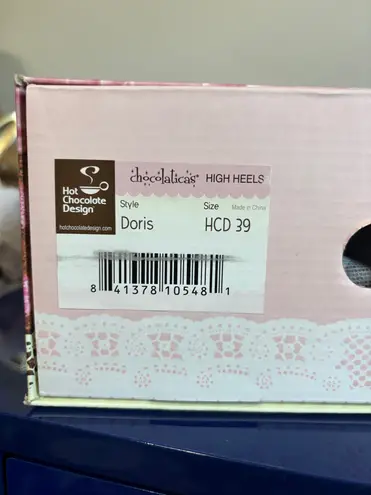 Hot
Chocolate
Design
hotchocolatedesign.com
chocolaticas® HIGH HEELS
Style
Doris
Size
HCD 39
Made in China
8 41378 10548 1